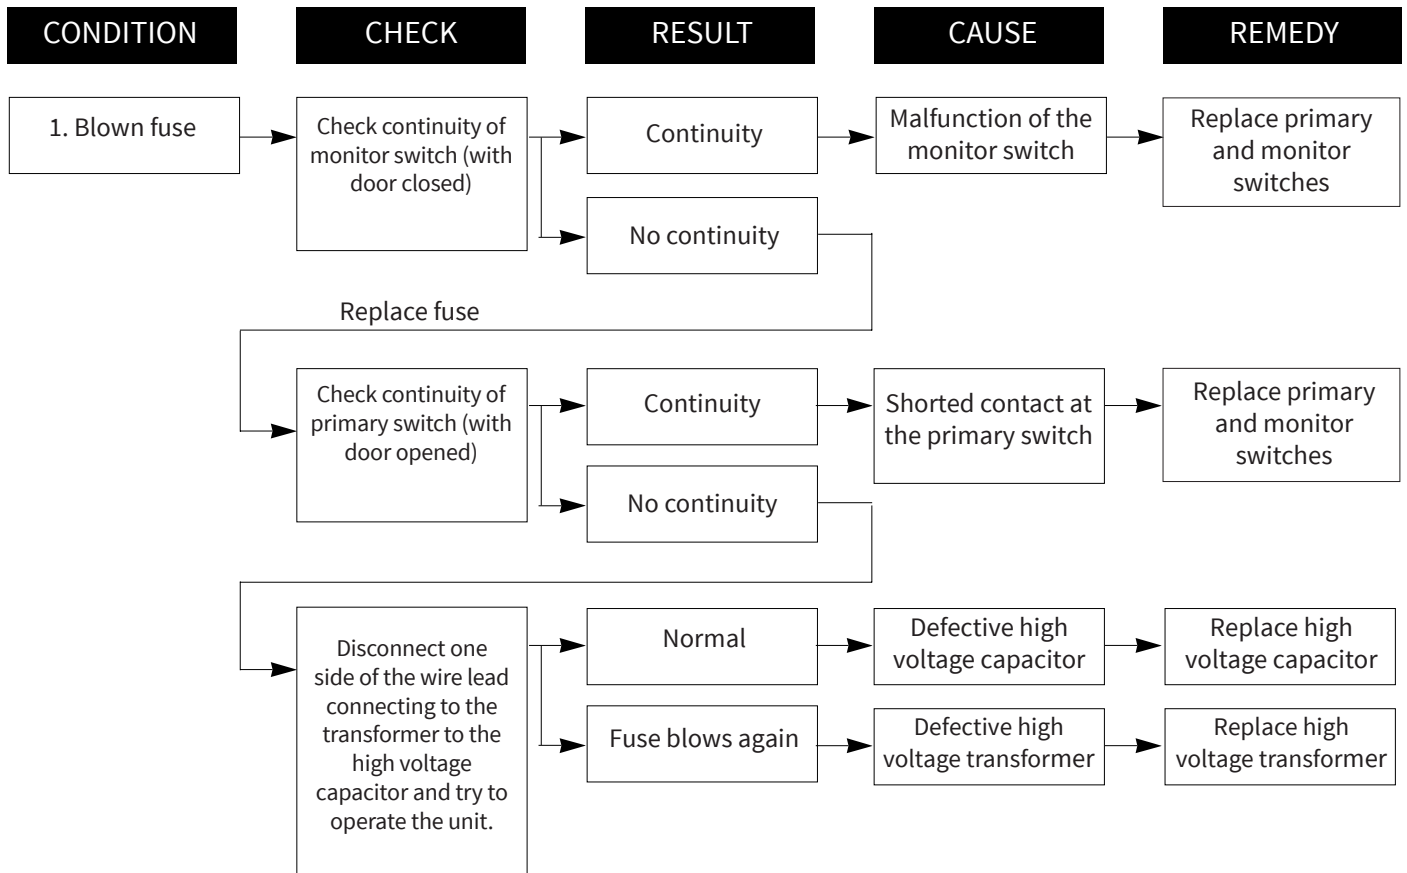 CONDITION
CHECK
RESULT
CAUSE
REMEDY
1. Blown fuse
Check continuity of
monitor switch (with
door closed)
Continuity
Malfunction of the
monitor switch
Replace primary
and monitor
switches
No continuity
Replace fuse
Check continuity of
primary switch (with
door opened)
Continuity
Shorted contact at
the primary switch
Replace primary
and monitor
switches
No continuity
Disconnect one
side of the wire lead
connecting to the
transformer to the
high voltage
capacitor and try to
operate the unit.
Normal
Defective high
voltage capacitor
Replace high
voltage capacitor
Fuse blows again
Defective high
voltage transformer
Replace high
voltage transformer